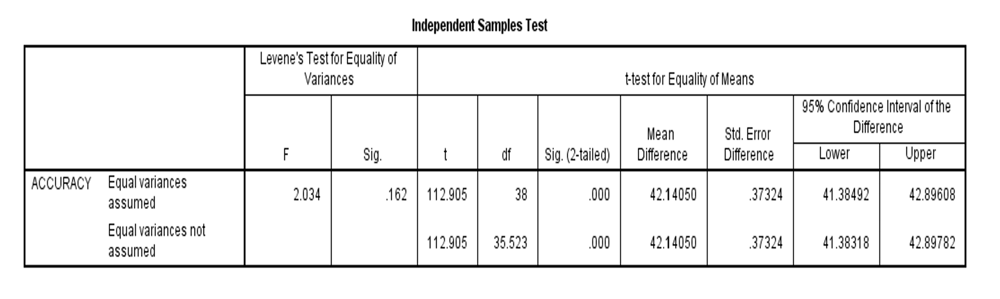 Independent Samples Test
Levene's Test for Equality of
Variances
t-test for Equality of Means
F
Sig.
t
df
Sig. (2-tailed)
Mean
Difference
Std. Error
Difference
95% Confidence Interval of the
Difference
Lower
Upper
ACCURACY
Equal variances
assumed
2.034
.162
112.905
38
.000
42.14050
.37324
41.38492
42.89608
Equal variances not
assumed
112.905
35.523
.000
42.14050
.37324
41.38318
42.89782